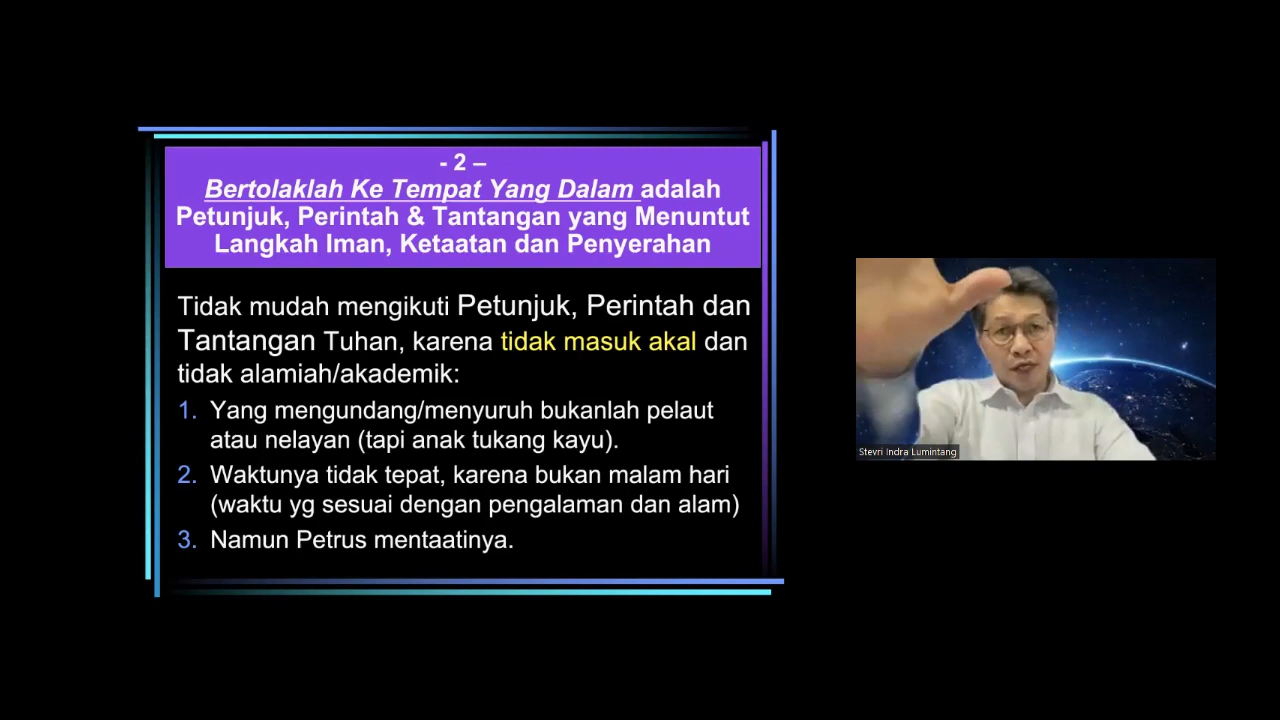 - 2 –
Bertolaklah Ke Tempat Yang Dalam adalah
Petunjuk, Perintah & Tantangan yang Menuntut
Langkah Iman, Ketaatan dan Penyerahan
Tidak mudah mengikuti Petunjuk, Perintah dan
Tantangan Tuhan, karena tidak masuk akal dan
tidak alamiah/akademik:
1. Yang mengundang/menyuruh bukanlah pelaut
atau nelayan (tapi anak tukang kayu).
2. Waktunya tidak tepat, karena bukan malam hari
(waktu yg sesuai dengan pengalaman dan alam)
3. Namun Petrus mentaatinya.
Stevri Indra Lumintang